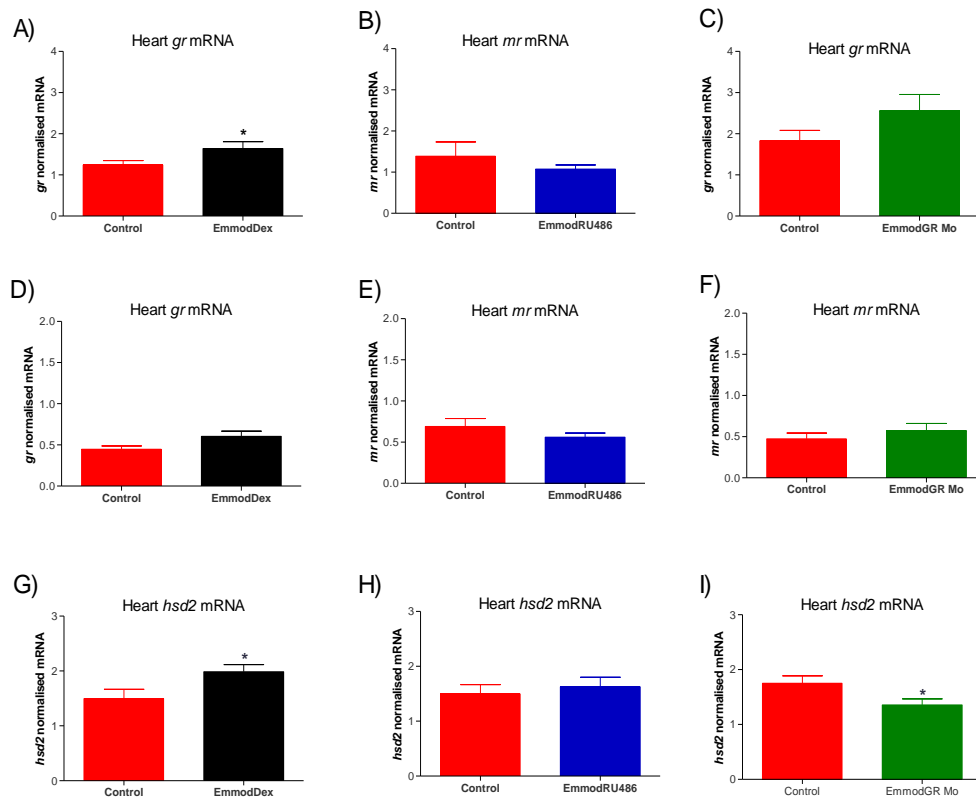 A)
Heart gr mRNA
gr normalised mRNA
4
3
2
1
0
*
Control
EmmodDex
B)
Heart mr mRNA
mr normalised mRNA
4
3
2
1
0
Control
EmmodRU486
C)
Heart gr mRNA
gr normalised mRNA
4
3
2
1
0
Control
EmmodGR Mo
D)
Heart gr mRNA
gr normalised mRNA
2.0
1.5
1.0
0.5
0.0
Control
EmmodDex
E)
Heart mr mRNA
mr normalised mRNA
2.0
1.5
1.0
0.5
0.0
Control
EmmodRU486
F)
Heart mr mRNA
mr normalised mRNA
2.0
1.5
1.0
0.5
0.0
Control
EmmodGR Mo
G)
Heart hsd2 mRNA
hsd2 normalised mRNA
3
2
1
0
*
Control
EmmodDex
H)
Heart hsd2 mRNA
hsd2 normalised mRNA
3
2
1
0
Control
EmmodRU486
I)
Heart hsd2 mRNA
hsd2 normalised mRNA
3
2
1
0
*
Control
EmmodGR Mo